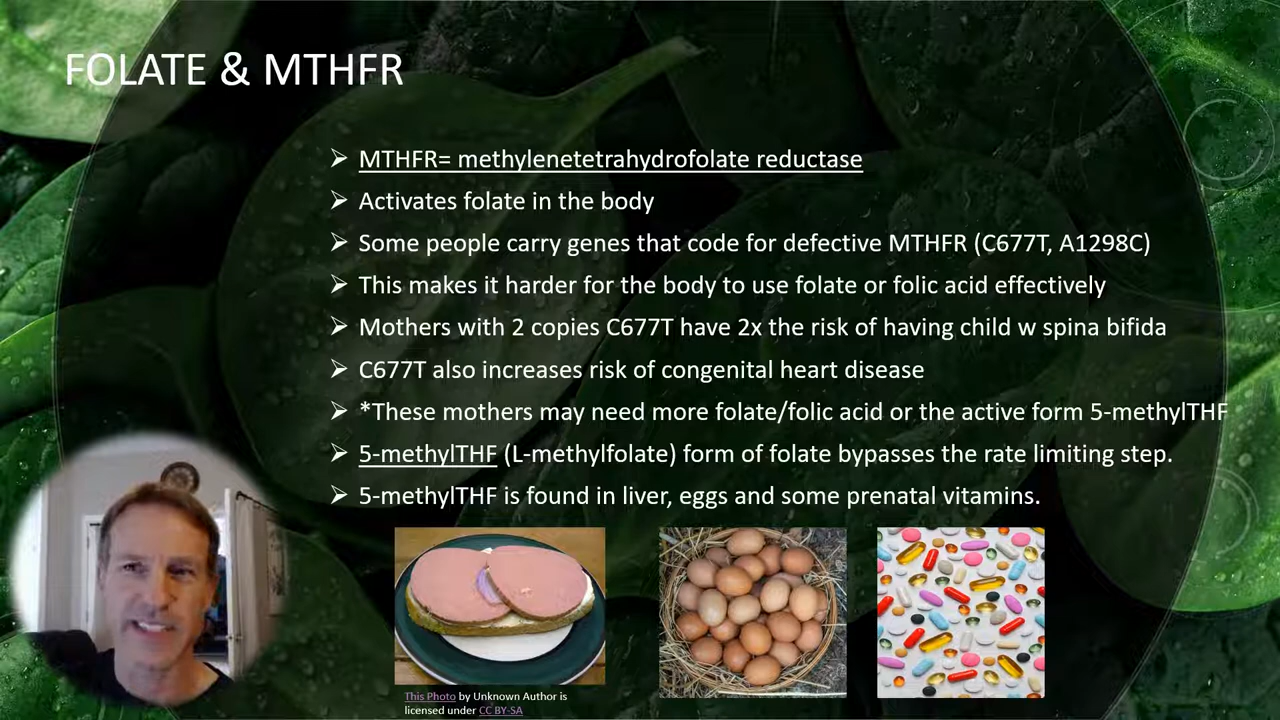 FOLATE & MTHFR
➢ MTHFR= methylenetetrahydrofolate reductase
➢ Activates folate in the body
➢ Some people carry genes that code for defective MTHFR (C677T, A1298C)
➢ This makes it harder for the body to use folate or folic acid effectively
➢ Mothers with 2 copies C677T have 2x the risk of having child w spina bifida
➢ C677T also increases risk of congenital heart disease
➢ *These mothers may need more folate/folic acid or the active form 5-methylTHF
➢ 5-methylTHF (L-methylfolate) form of folate bypasses the rate limiting step.
➢ 5-methylTHF is found in liver, eggs and some prenatal vitamins.
This Photo by Unknown Author is
licensed under CC BY-SA